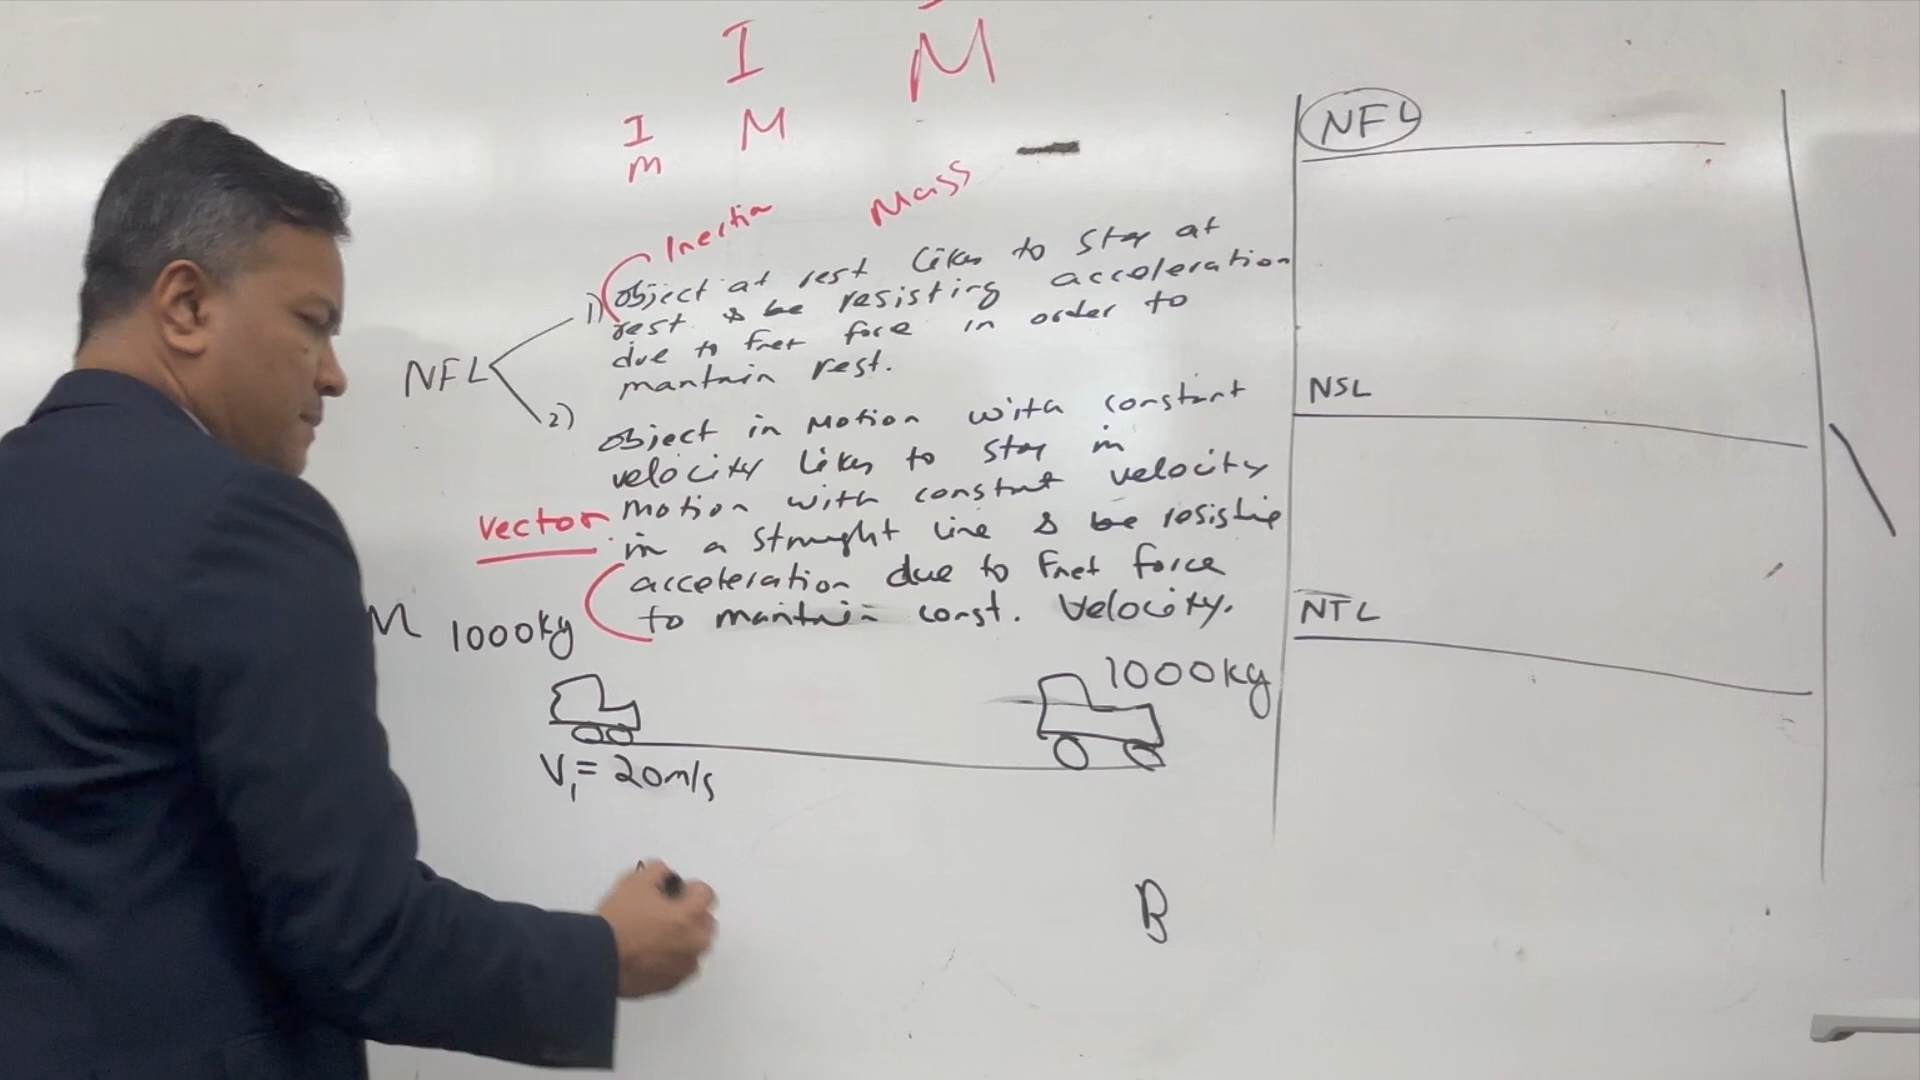 I M
I M
m
Inertia Mass
1) object at rest likes to stay at
rest & be resisting acceleration
due to Fnet force in order to
mantain rest.
NFL
2) object in motion with constant
velocity likes to stay in
motion with constnt velocity
vector
in a straight line & be resisting
acceleration due to Fnet force
to maintain const. velocity.
M 1000kg
1000kg
V1 = 20m/s
B
NFL
NSL
NTL